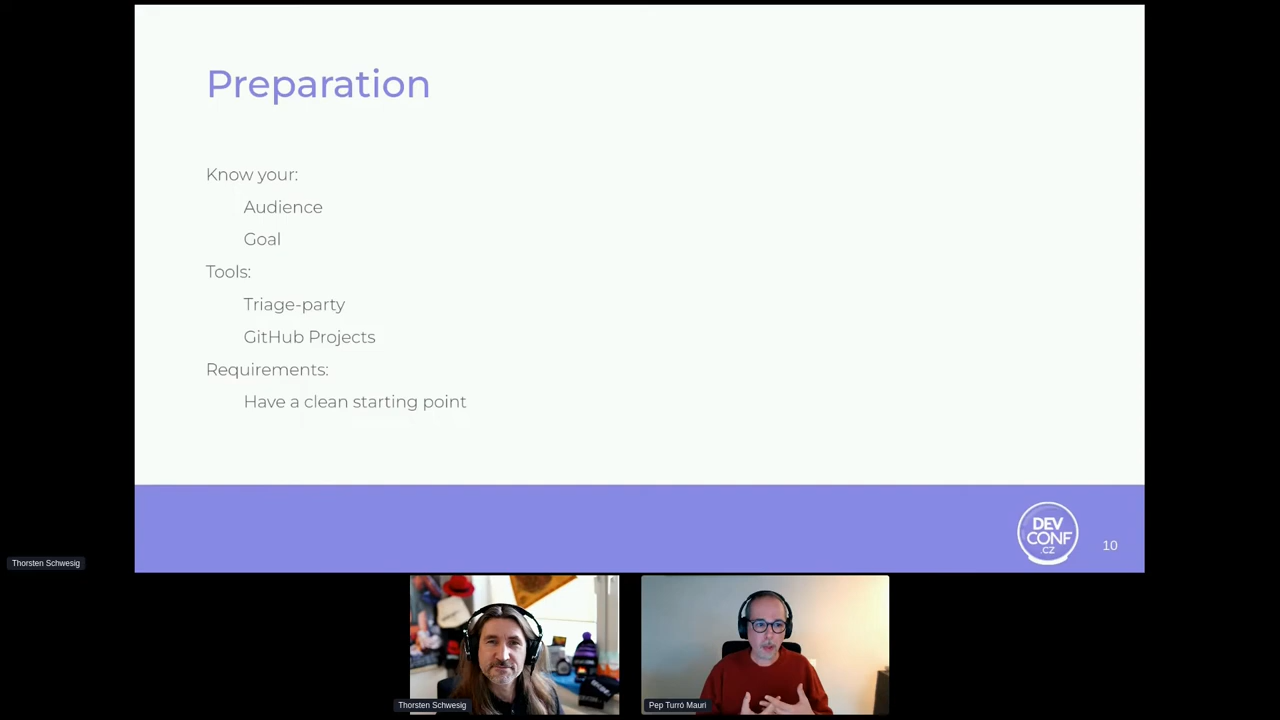 Preparation
Know your:
Audience
Goal
Tools:
Triage-party
GitHub Projects
Requirements:
Have a clean starting point
DEV
CONF
.CZ
10
Thorsten Schwesig
Thorsten Schwesig
Pep Turró Mauri